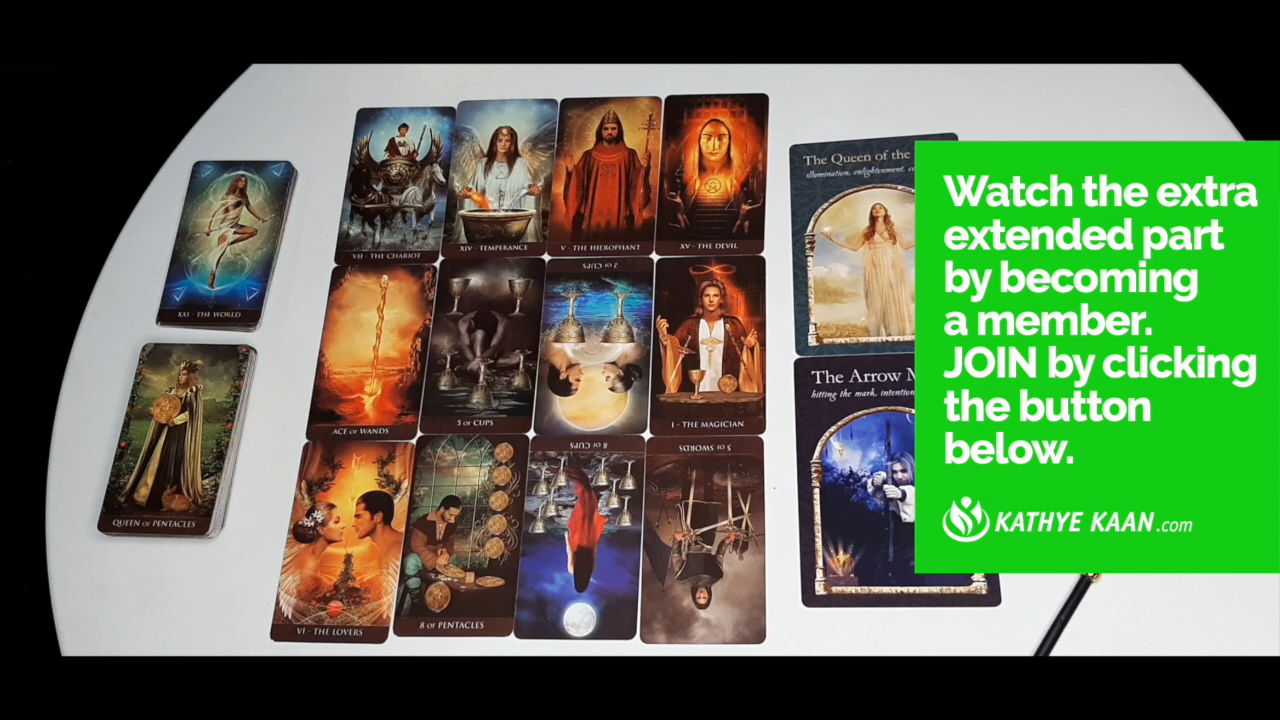 VII - THE CHARIOT
XIV - TEMPERANCE
V - THE HIEROPHANT
XV - THE DEVIL
XXI - THE WORLD
QUEEN OF PENTACLES
ACE OF WANDS
5 OF CUPS
2 OF CUPS
I - THE MAGICIAN
VI - THE LOVERS
8 OF PENTACLES
8 OF CUPS
5 OF SWORDS
The Queen of the
illumination, enlightenment,
The Arrow
hitting the mark,
Watch the extra
extended part
by becoming
a member.
JOIN by clicking
the button
below.
KATHYE KAAN.com